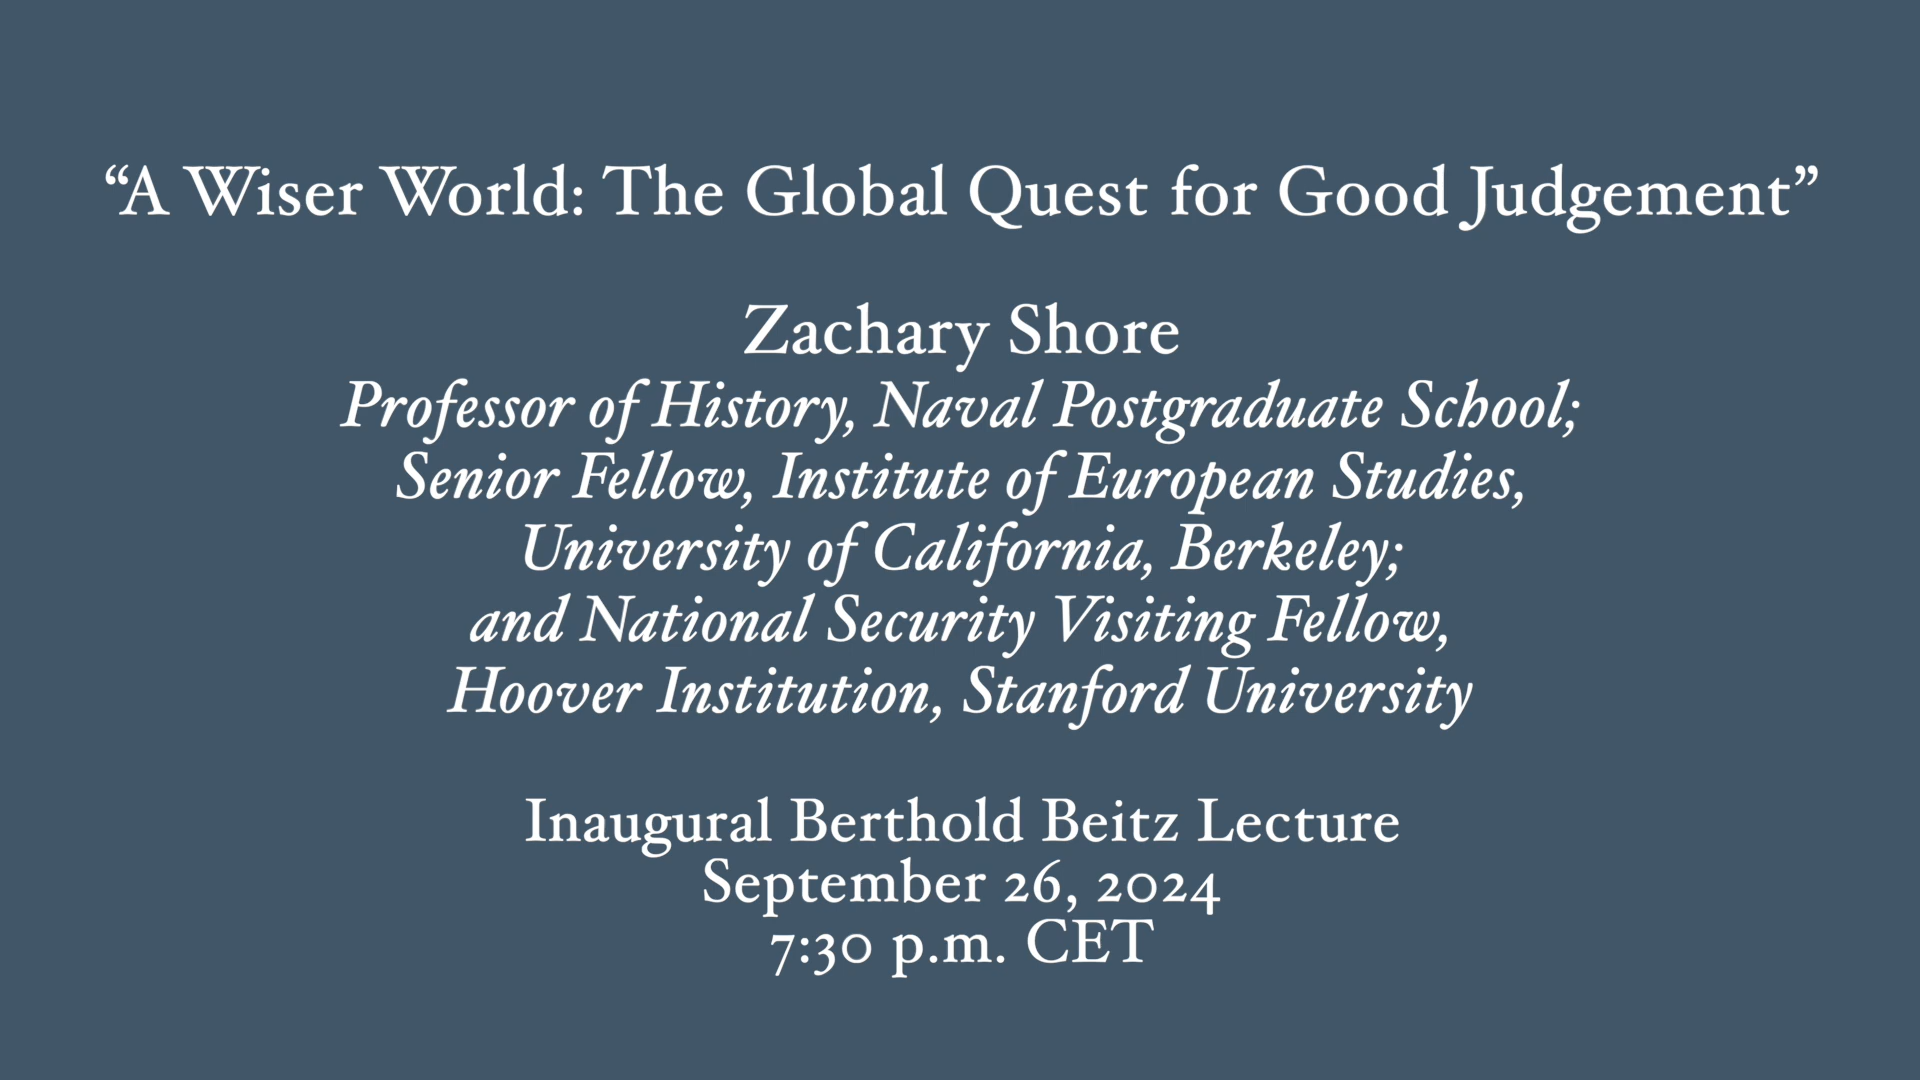 “A Wiser World: The Global Quest for Good Judgement”
Zachary Shore
Professor of History, Naval Postgraduate School;
Senior Fellow, Institute of European Studies,
University of California, Berkeley;
and National Security Visiting Fellow,
Hoover Institution, Stanford University
Inaugural Berthold Beitz Lecture
September 26, 2024
7:30 p.m. CET